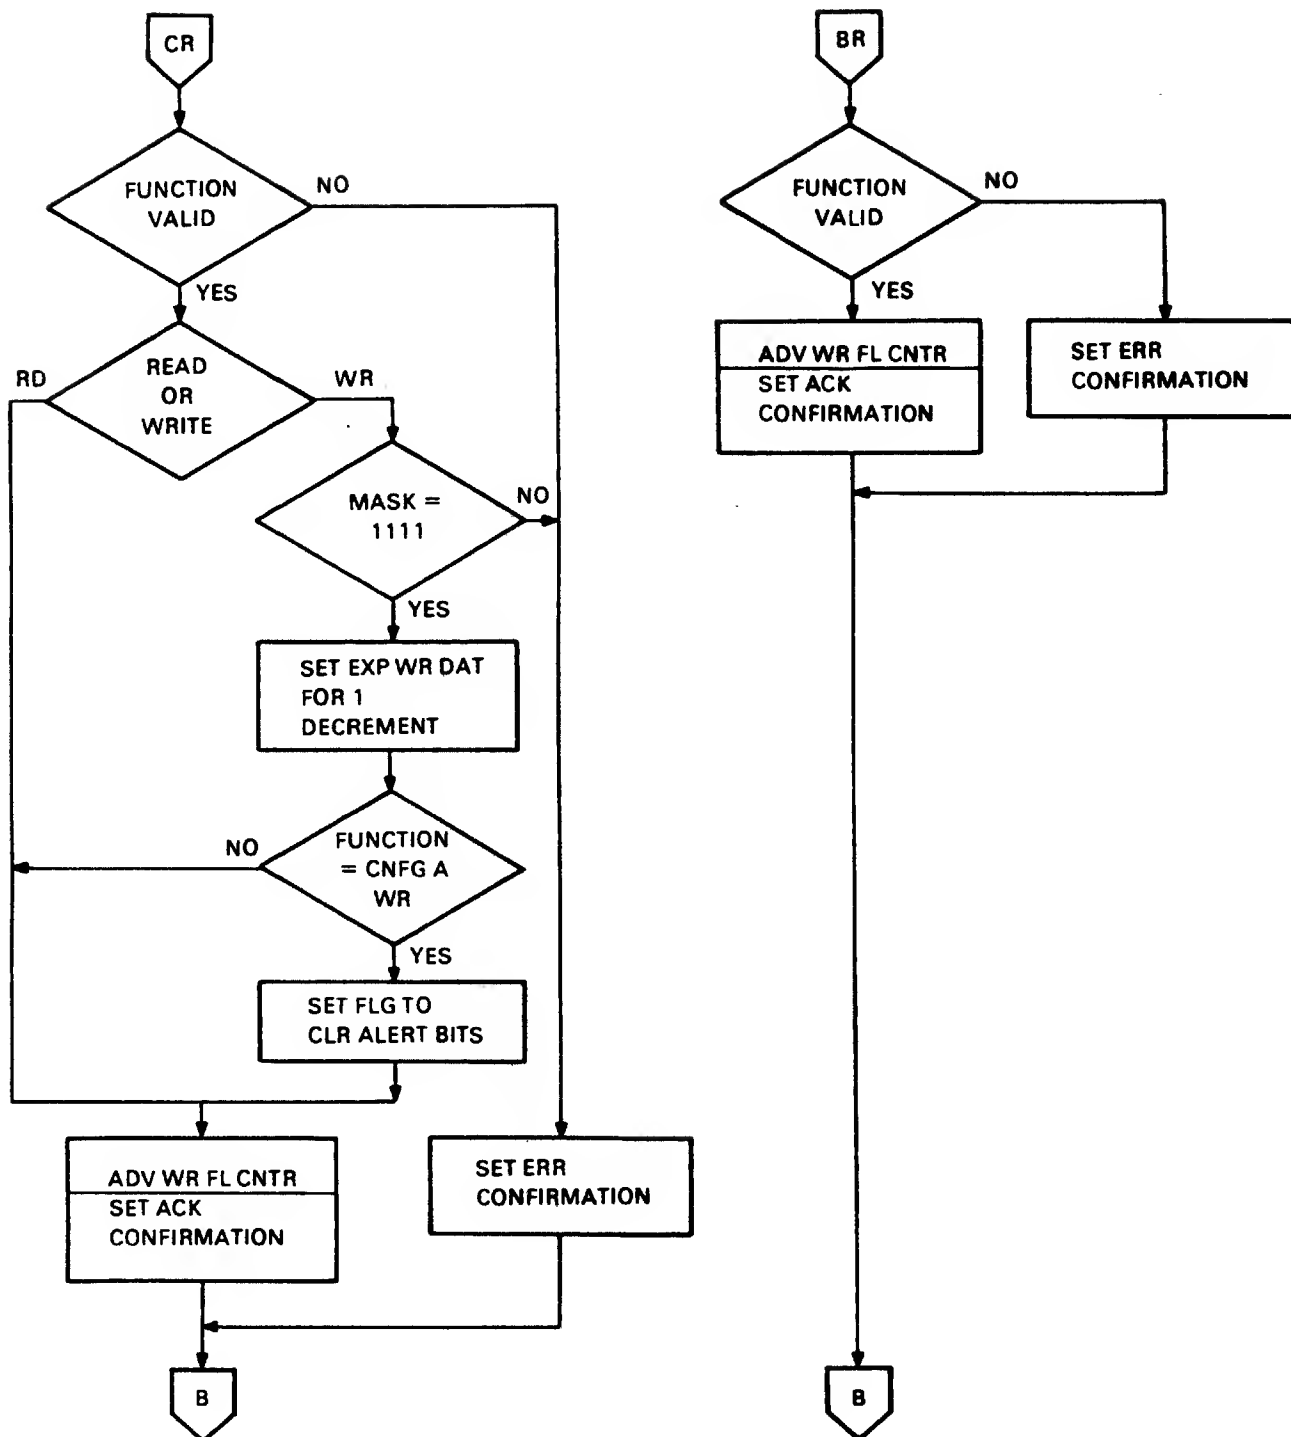 CR
FUNCTION
VALID
NO
YES
READ
OR
WRITE
RD
WR
MASK =
1111
NO
YES
SET EXP WR DAT
FOR 1
DECREMENT
FUNCTION
= CNFG A
WR
NO
YES
SET FLG TO
CLR ALERT BITS
ADV WR FL CNTR
SET ACK
CONFIRMATION
SET ERR
CONFIRMATION
B
BR
FUNCTION
VALID
NO
YES
ADV WR FL CNTR
SET ACK
CONFIRMATION
SET ERR
CONFIRMATION
B